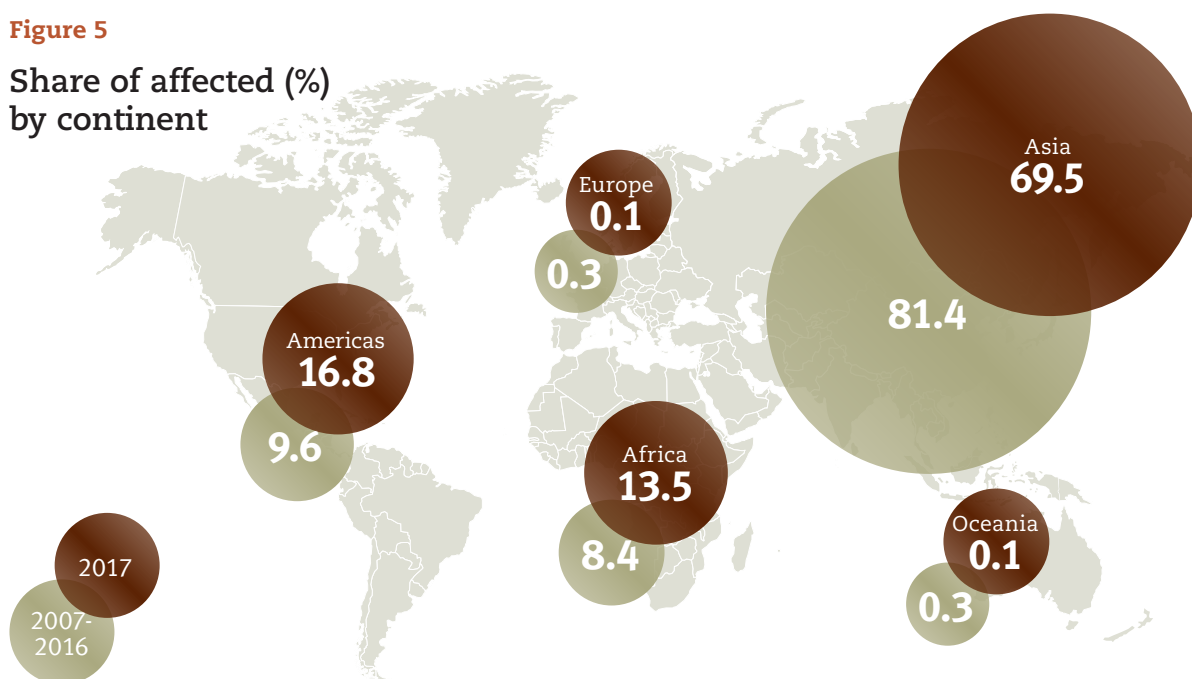 Figure 5
Share of affected (%)
by continent
Asia
69.5
81.4
Europe
0.1
0.3
Americas
16.8
9.6
Africa
13.5
8.4
Oceania
0.1
0.3
2017
2007-
2016